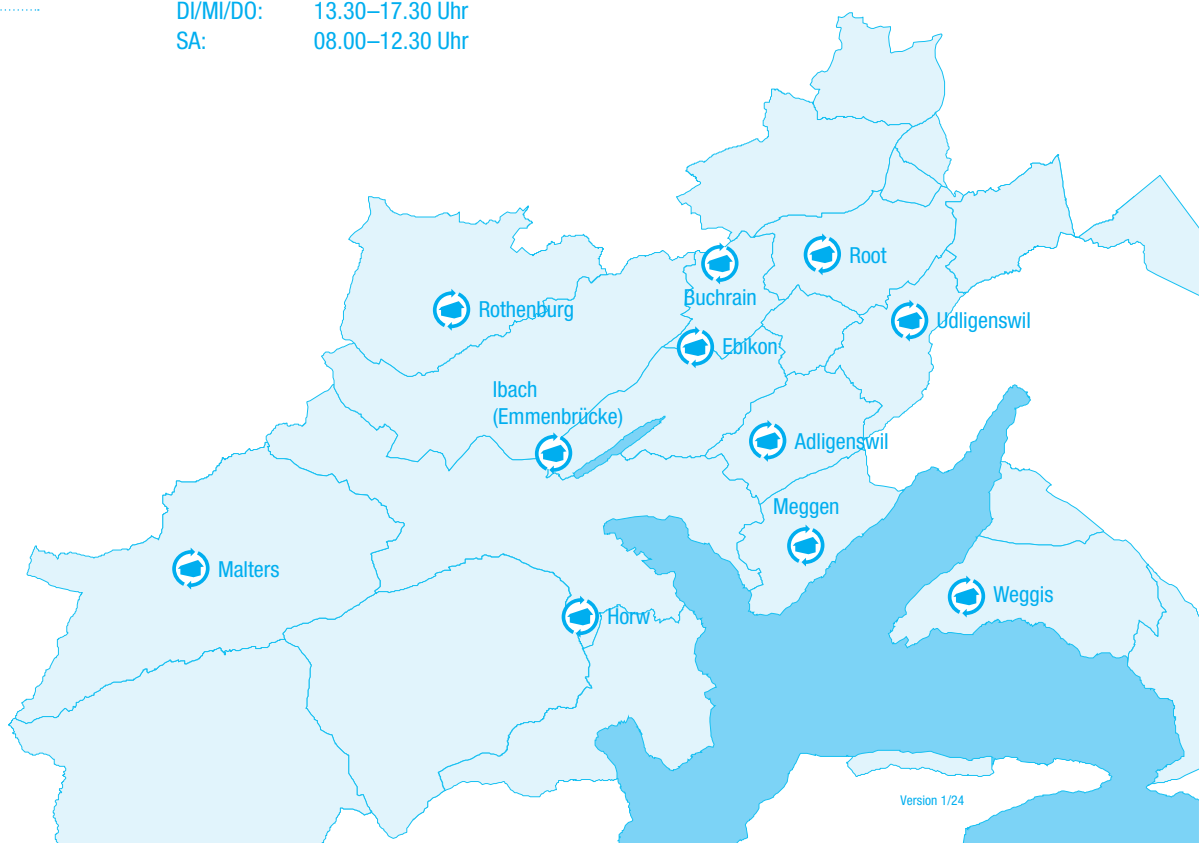 DI/MI/DO: 13.30–17.30 Uhr
SA: 08.00–12.30 Uhr
Root
Buchrain
Rothenburg
Udligenswil
Ebikon
Ibach
(Emmenbrücke)
Adligenswil
Meggen
Malters
Weggis
Horw
Version 1/24